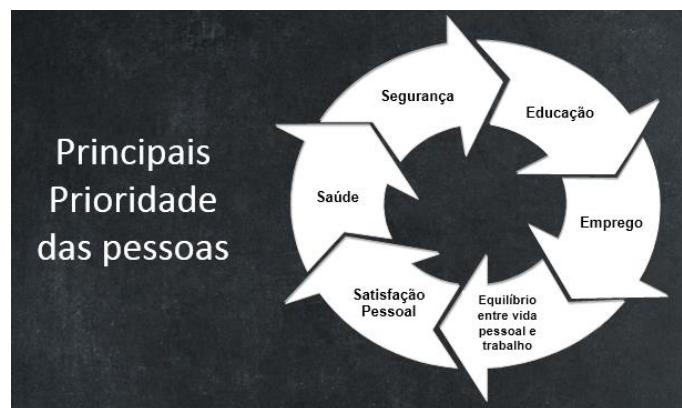 Principais
Prioridade
das pessoas
Segurança
Educação
Emprego
Equilíbrio
entre vida
pessoal e
trabalho
Satisfação
Pessoal
Saúde